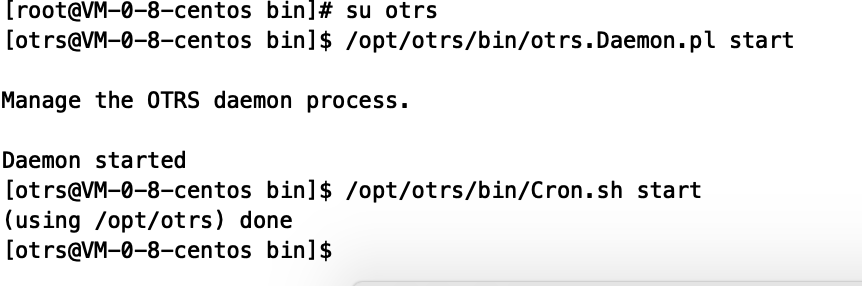 [root@VM-0-8-centos bin]# su otrs
[otrs@VM-0-8-centos bin]$ /opt/otrs/bin/otrs.Daemon.pl start
Manage the OTRS daemon process.
Daemon started
[otrs@VM-0-8-centos bin]$ /opt/otrs/bin/Cron.sh start
(using /opt/otrs) done
[otrs@VM-0-8-centos bin]$